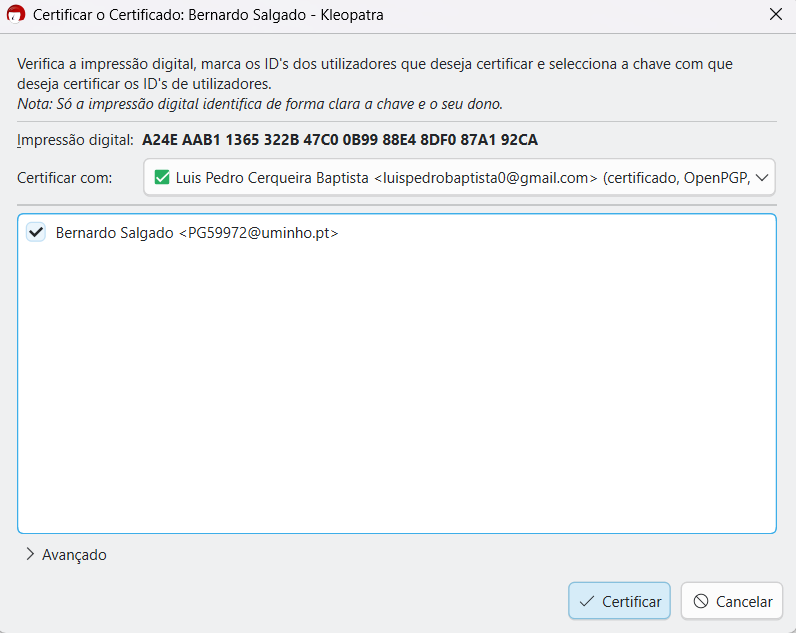 Certificar o Certificado: Bernardo Salgado - Kleopatra
Verifica a impressão digital, marca os ID's dos utilizadores que deseja certificar e selecciona a chave com que
deseja certificar os ID's de utilizadores.
Nota: Só a impressão digital identifica de forma clara a chave e o seu dono.
Impressão digital: A24E AAB1 1365 322B 47C0 0B99 88E4 8DF0 87A1 92CA
Certificar com: Luis Pedro Cerqueira Baptista <luispedrobaptista0@gmail.com> (certificado, OpenPGP,
Bernardo Salgado <PG59972@uminho.pt>
Avançado
Certificar Cancelar